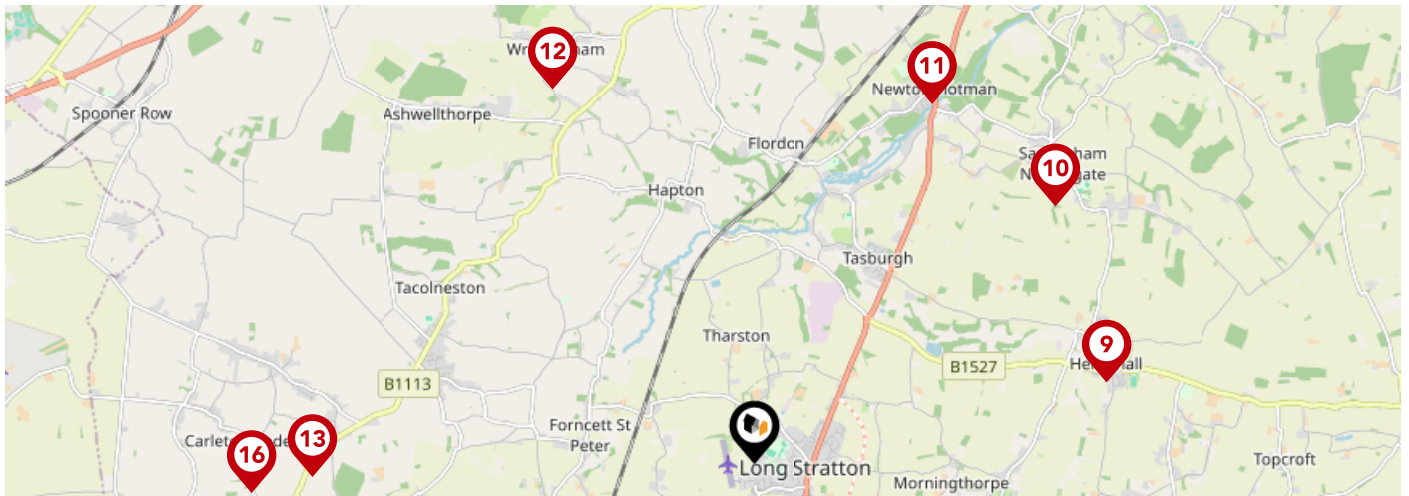 12
11
Spooner Row
Ashwellthorpe
Flordcn
10
Hapton
Tasburgh
Tacolneston
Tharston
9
B1527
B1113
Forncett St
Peter
13
16
Long Stratton
Topcroft
Morningthorpe